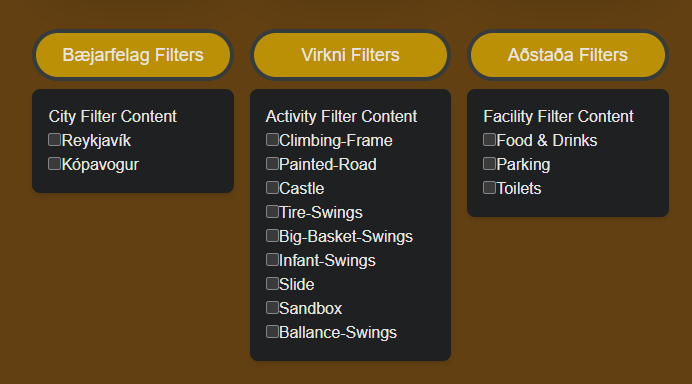 Bæjarfelag Filters
City Filter Content
Reykjavík
Kópavogur
Virkni Filters
Activity Filter Content
Climbing-Frame
Painted-Road
Castle
Tire-Swings
Big-Basket-Swings
Infant-Swings
Slide
Sandbox
Ballance-Swings
Aðstaða Filters
Facility Filter Content
Food & Drinks
Parking
Toilets